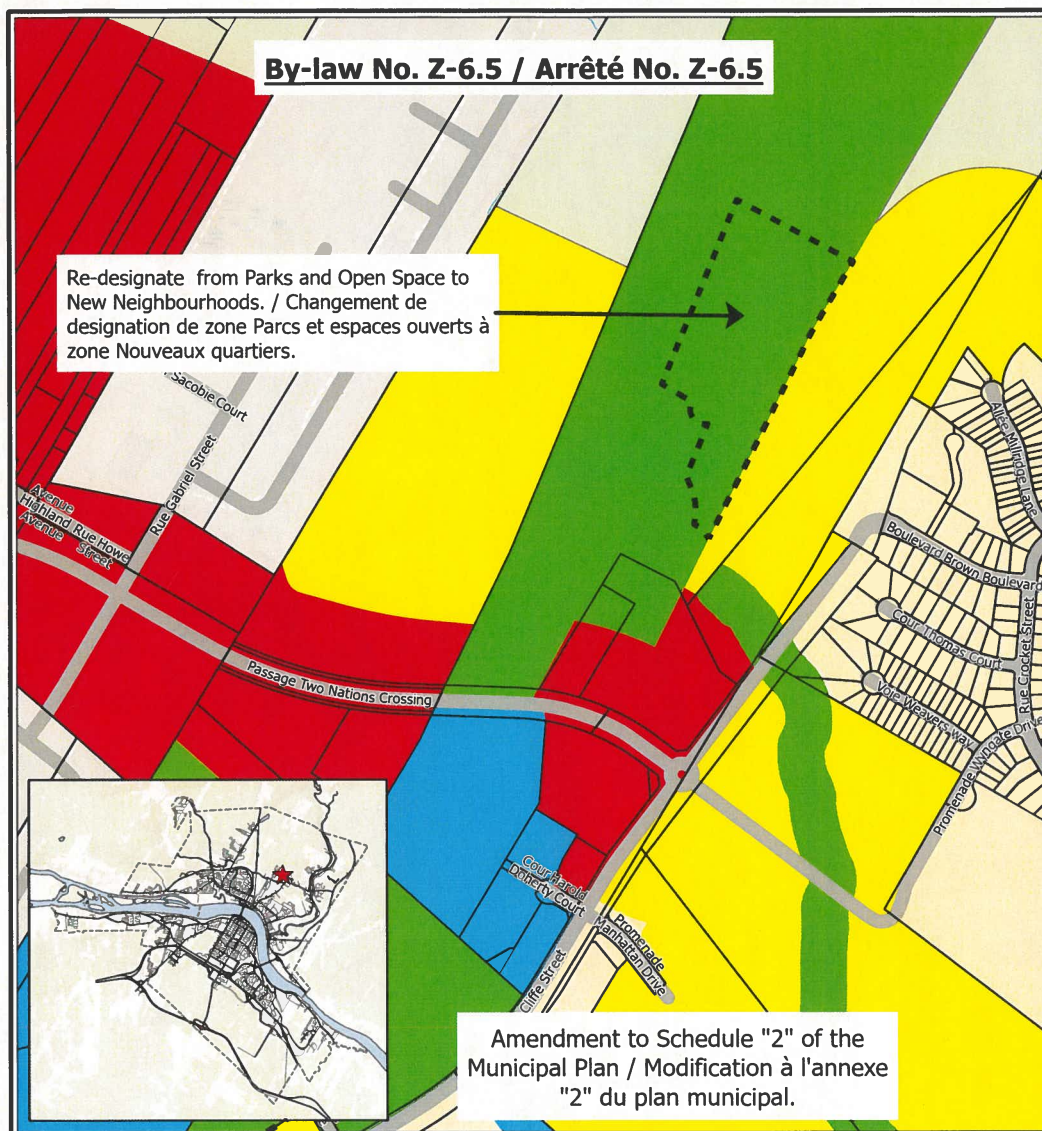 By-law No. Z-6.5 / Arrêté No. Z-6.5
Re-designate from Parks and Open Space to
New Neighbourhoods. / Changement de
designation de zone Parcs et espaces ouverts à
zone Nouveaux quartiers.
Sacobie Court
Rue Gabriel Street
Avenue
Highland Rue Howe
Avenue Street
Passage Two Nations Crossing
Allée Millridge Lane
Boulevard Brown Boulevard
Cour Thomas Court
Rue Crocket Street
Voie Weavers way
Promenade Wyngate Drive
Cour Harold
Doherty Court
Promenade
Manhattan Drive
Cliffe Street
Amendment to Schedule "2" of the
Municipal Plan / Modification à l'annexe
"2" du plan municipal.